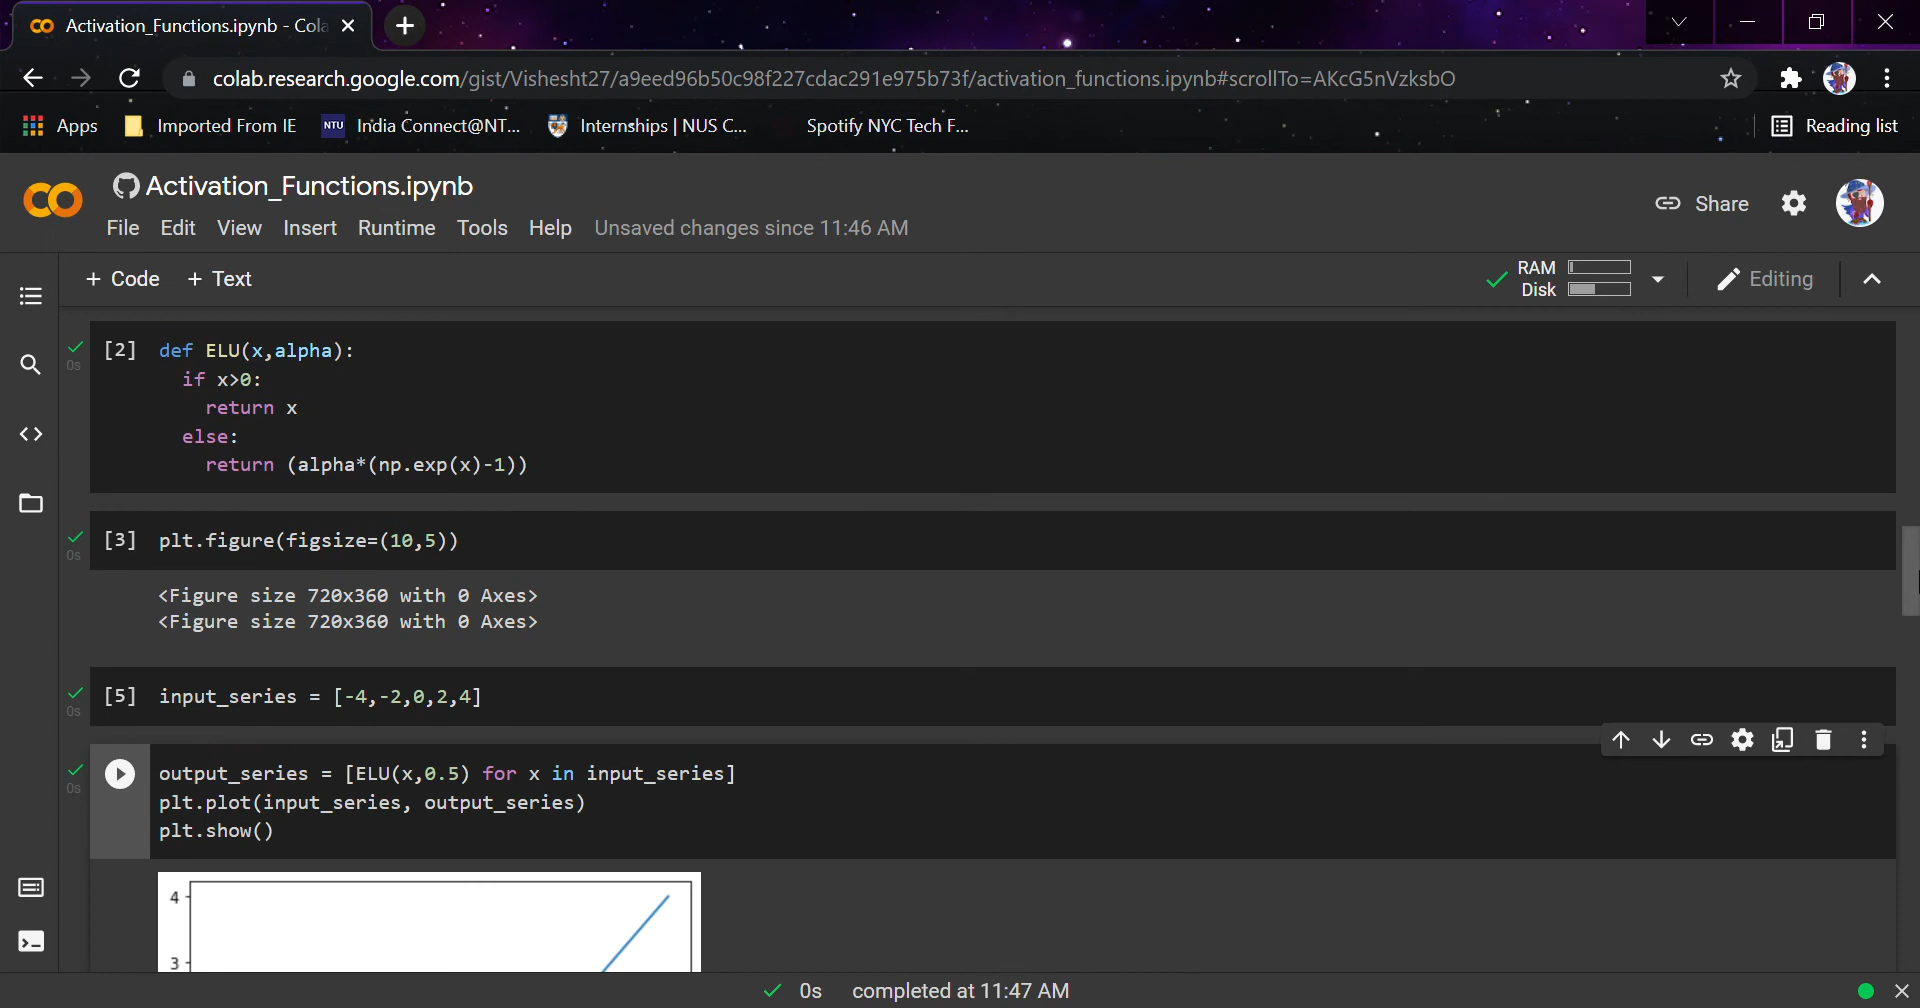 Activation_Functions.ipynb - Cola
colab.research.google.com/gist/Vishesht27/a9eed96b50c98f227cdac291e975b73f/activation_functions.ipynb#scrollTo=AKcG5nVzksbO
Apps Imported From IE NTU India Connect@NT... Internships | NUS C... Spotify NYC Tech F... Reading list
Activation_Functions.ipynb
Share
File Edit View Insert Runtime Tools Help Unsaved changes since 11:46 AM
+ Code + Text RAM Disk Editing
[2] def ELU(x,alpha):
0s
if x>0:
return x
else:
return (alpha*(np.exp(x)-1))
[3] plt.figure(figsize=(10,5))
0s
<Figure size 720x360 with 0 Axes>
<Figure size 720x360 with 0 Axes>
[5] input_series = [-4,-2,0,2,4]
0s
output_series = [ELU(x,0.5) for x in input_series]
0s
plt.plot(input_series, output_series)
plt.show()
4
3
0s completed at 11:47 AM